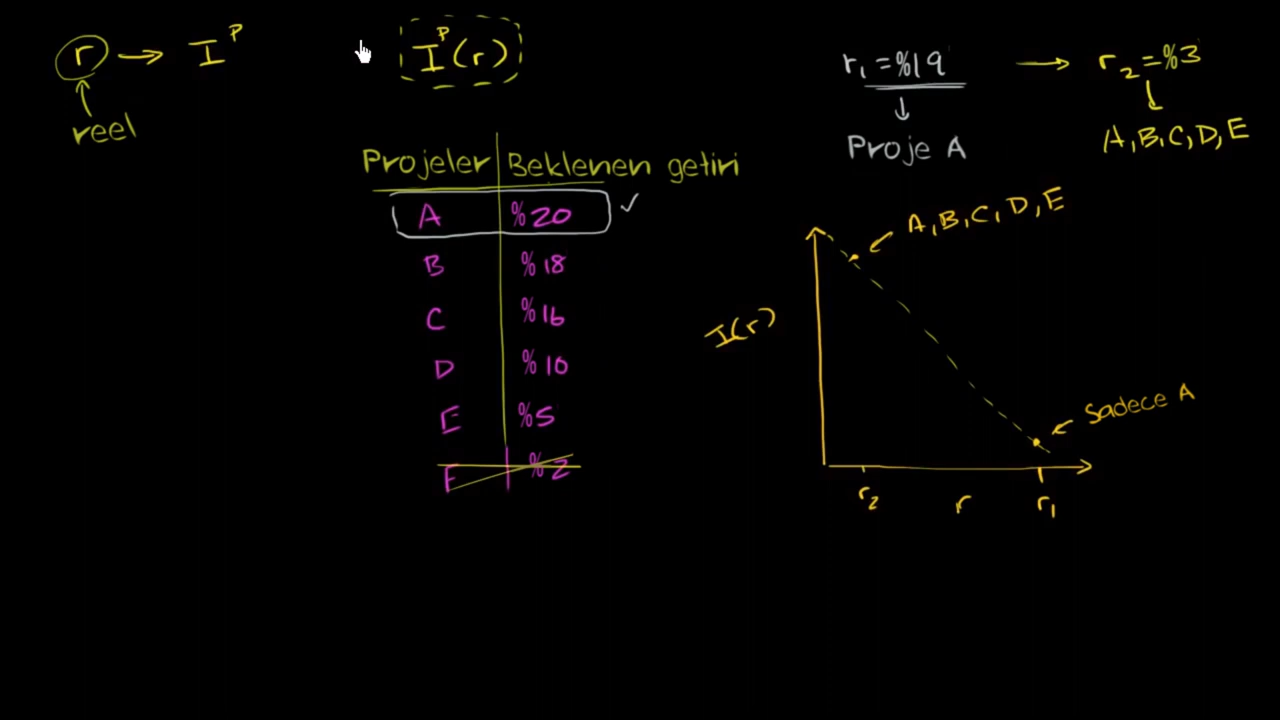 r → I^P
reel
I^P(r)
r₁ = %19 → r₂ = %3
Proje A
A, B, C, D, E
Projeler Beklenen getiri
A %20 ✓
B %18
C %16
D %10
E %5
F %2
I(r)
A, B, C, D, E
Sadece A
r₂ r r₁